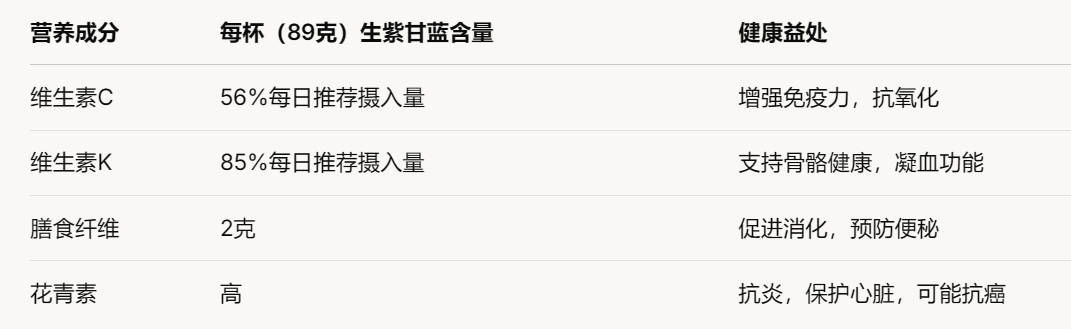 营养成分 每杯（89克）生紫甘蓝含量 健康益处
维生素C 56%每日推荐摄入量 增强免疫力，抗氧化
维生素K 85%每日推荐摄入量 支持骨骼健康，凝血功能
膳食纤维 2克 促进消化，预防便秘
花青素 高 抗炎，保护心脏，可能抗癌